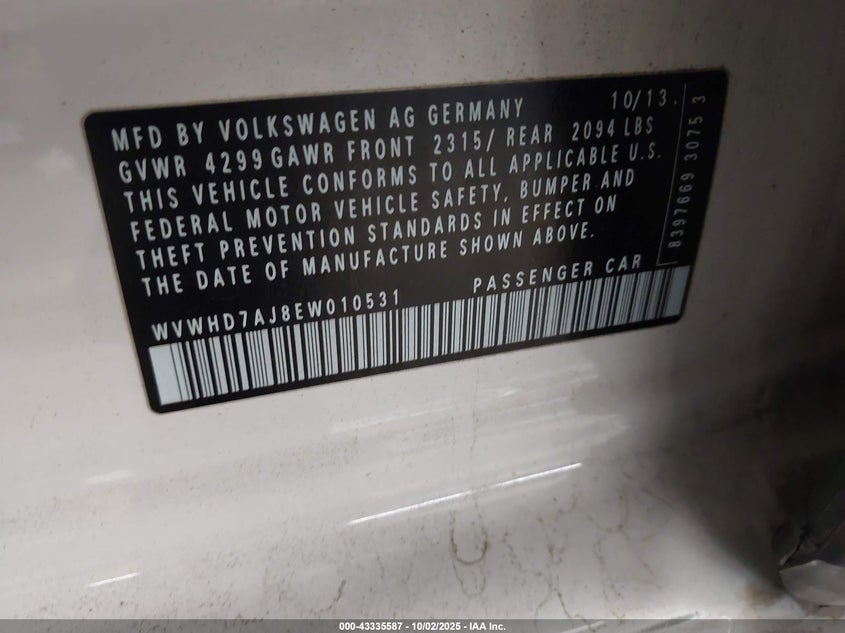 MFD BY VOLKSWAGEN AG GERMANY 10/13.
GVWR 4299 GAWR FRONT 2315/ REAR 2094 LBS
THIS VEHICLE CONFORMS TO ALL APPLICABLE U.S.
FEDERAL MOTOR VEHICLE SAFETY, BUMPER AND
THEFT PREVENTION STANDARDS IN EFFECT ON
THE DATE OF MANUFACTURE SHOWN ABOVE.
WVWHD7AJ8EW010531 PASSENGER CAR
8397669 3075 3
000-43335587 - 10/02/2025 - IAA Inc.